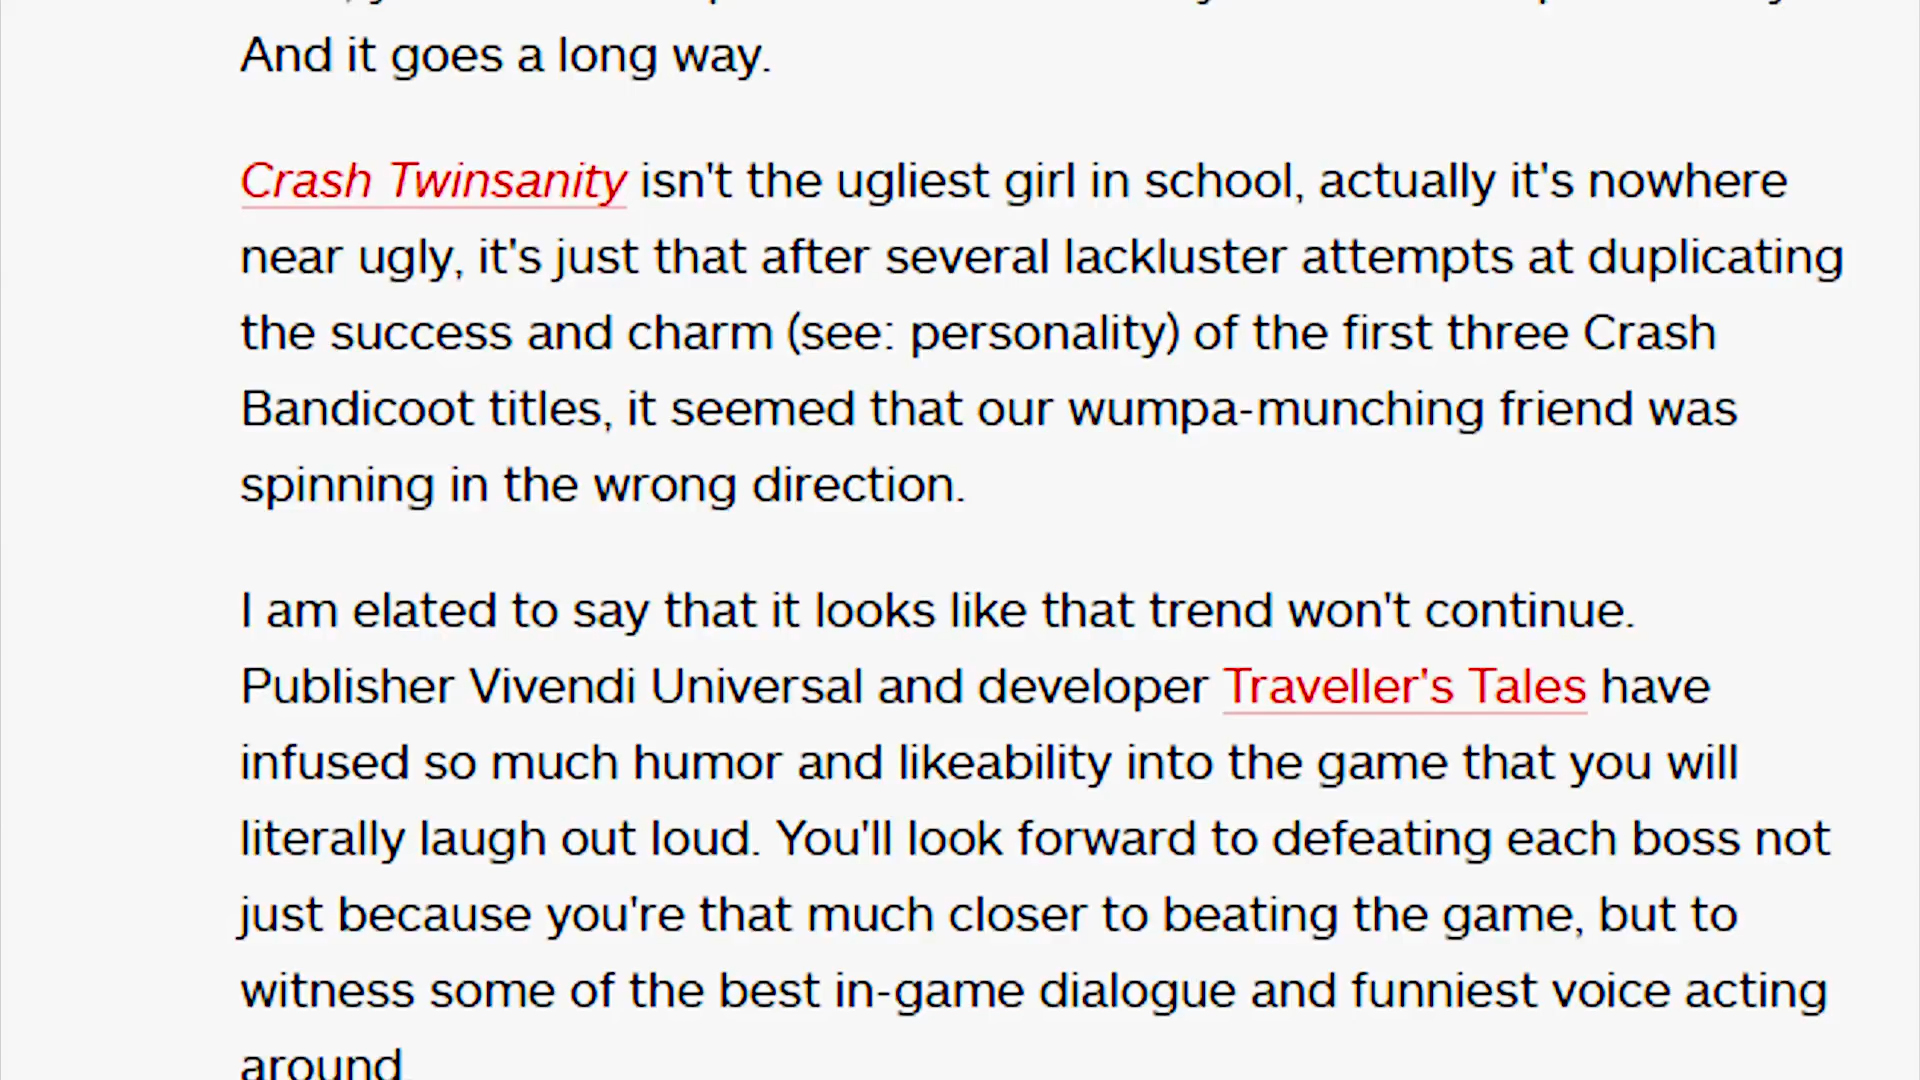 And it goes a long way.
Crash Twinsanity isn't the ugliest girl in school, actually it's nowhere
near ugly, it's just that after several lackluster attempts at duplicating
the success and charm (see: personality) of the first three Crash
Bandicoot titles, it seemed that our wumpa-munching friend was
spinning in the wrong direction.
I am elated to say that it looks like that trend won't continue.
Publisher Vivendi Universal and developer Traveller's Tales have
infused so much humor and likeability into the game that you will
literally laugh out loud. You'll look forward to defeating each boss not
just because you're that much closer to beating the game, but to
witness some of the best in-game dialogue and funniest voice acting
around.